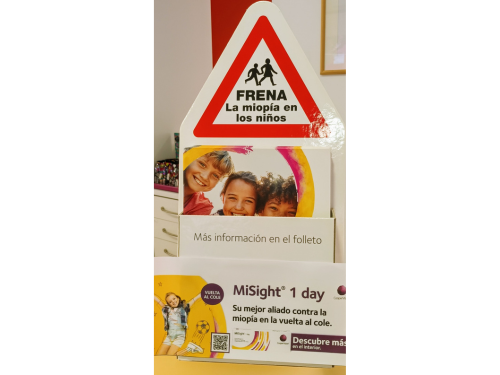 FRENA
La miopía en
los niños
Más información en el folleto
VUELTA
AL COLE
MiSight® 1 day
Su mejor aliado contra la
miopía en la vuelta al cole.
Descubre más
en el interior.